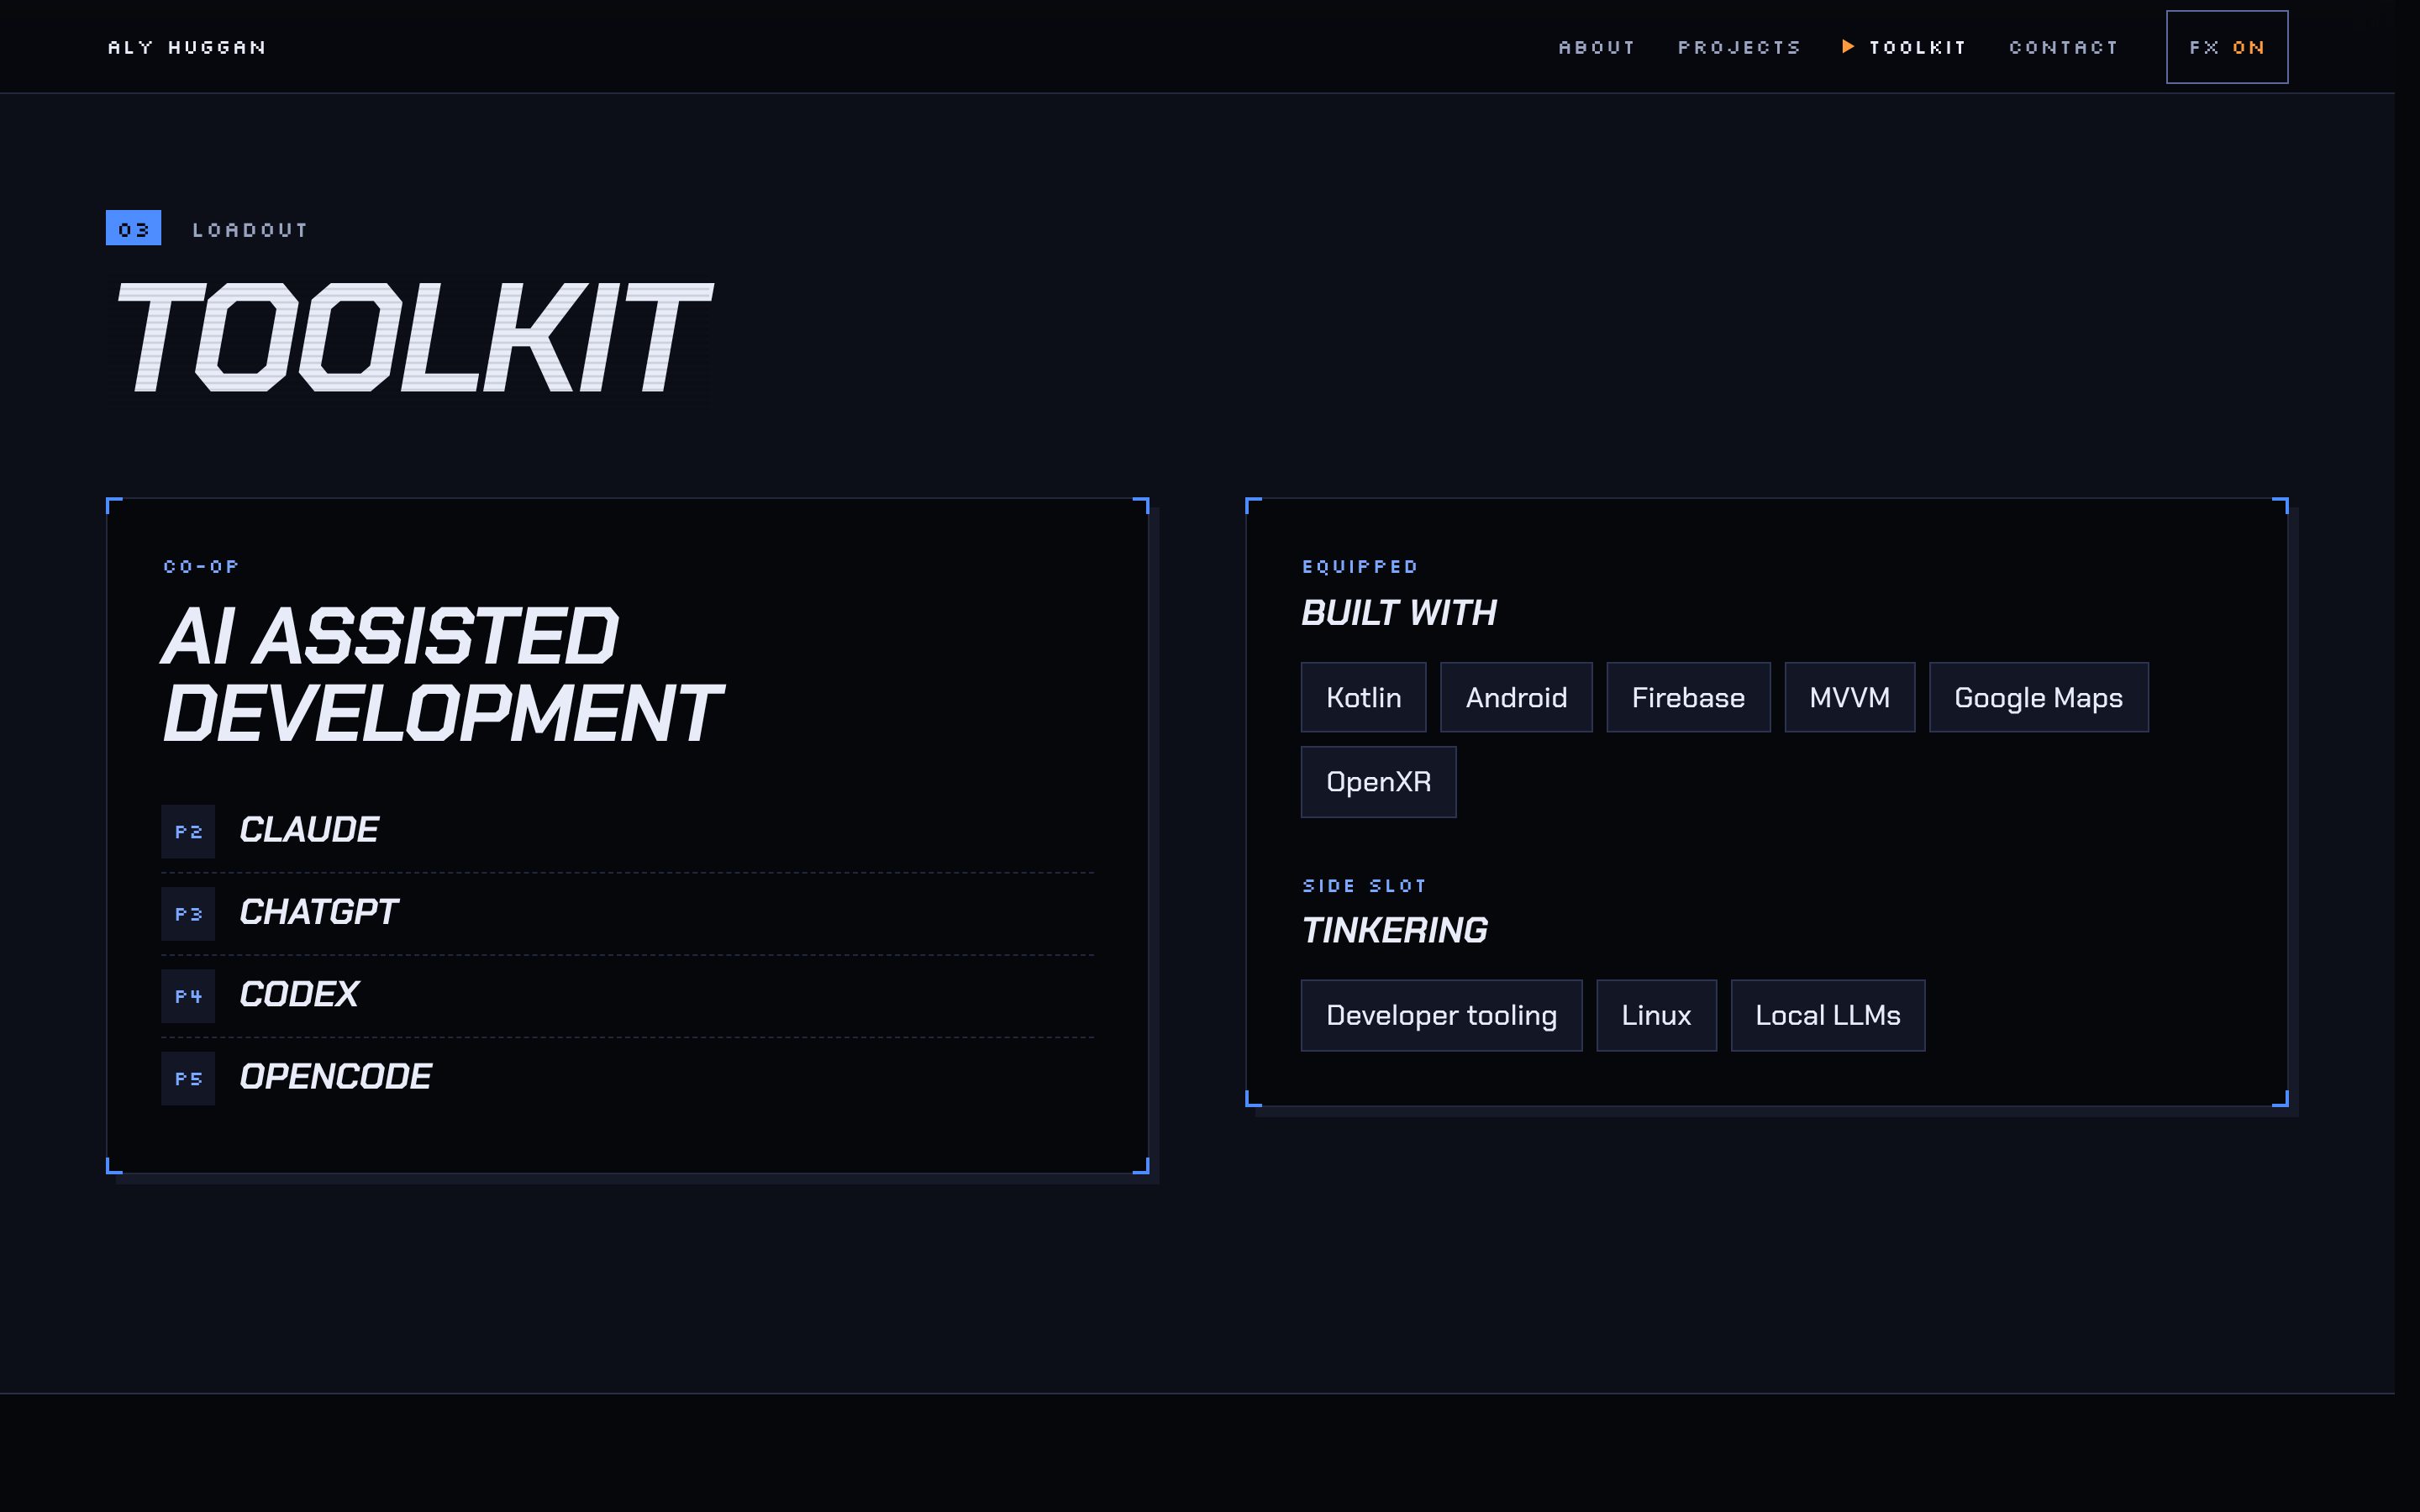 ALY HUGGAN
ABOUT PROJECTS TOOLKIT CONTACT FX ON
03 LOADOUT
TOOLKIT
CO-OP
AI ASSISTED
DEVELOPMENT
P2 CLAUDE
P3 CHATGPT
P4 CODEX
P5 OPENCODE
EQUIPPED
BUILT WITH
Kotlin Android Firebase MVVM Google Maps
OpenXR
SIDE SLOT
TINKERING
Developer tooling Linux Local LLMs